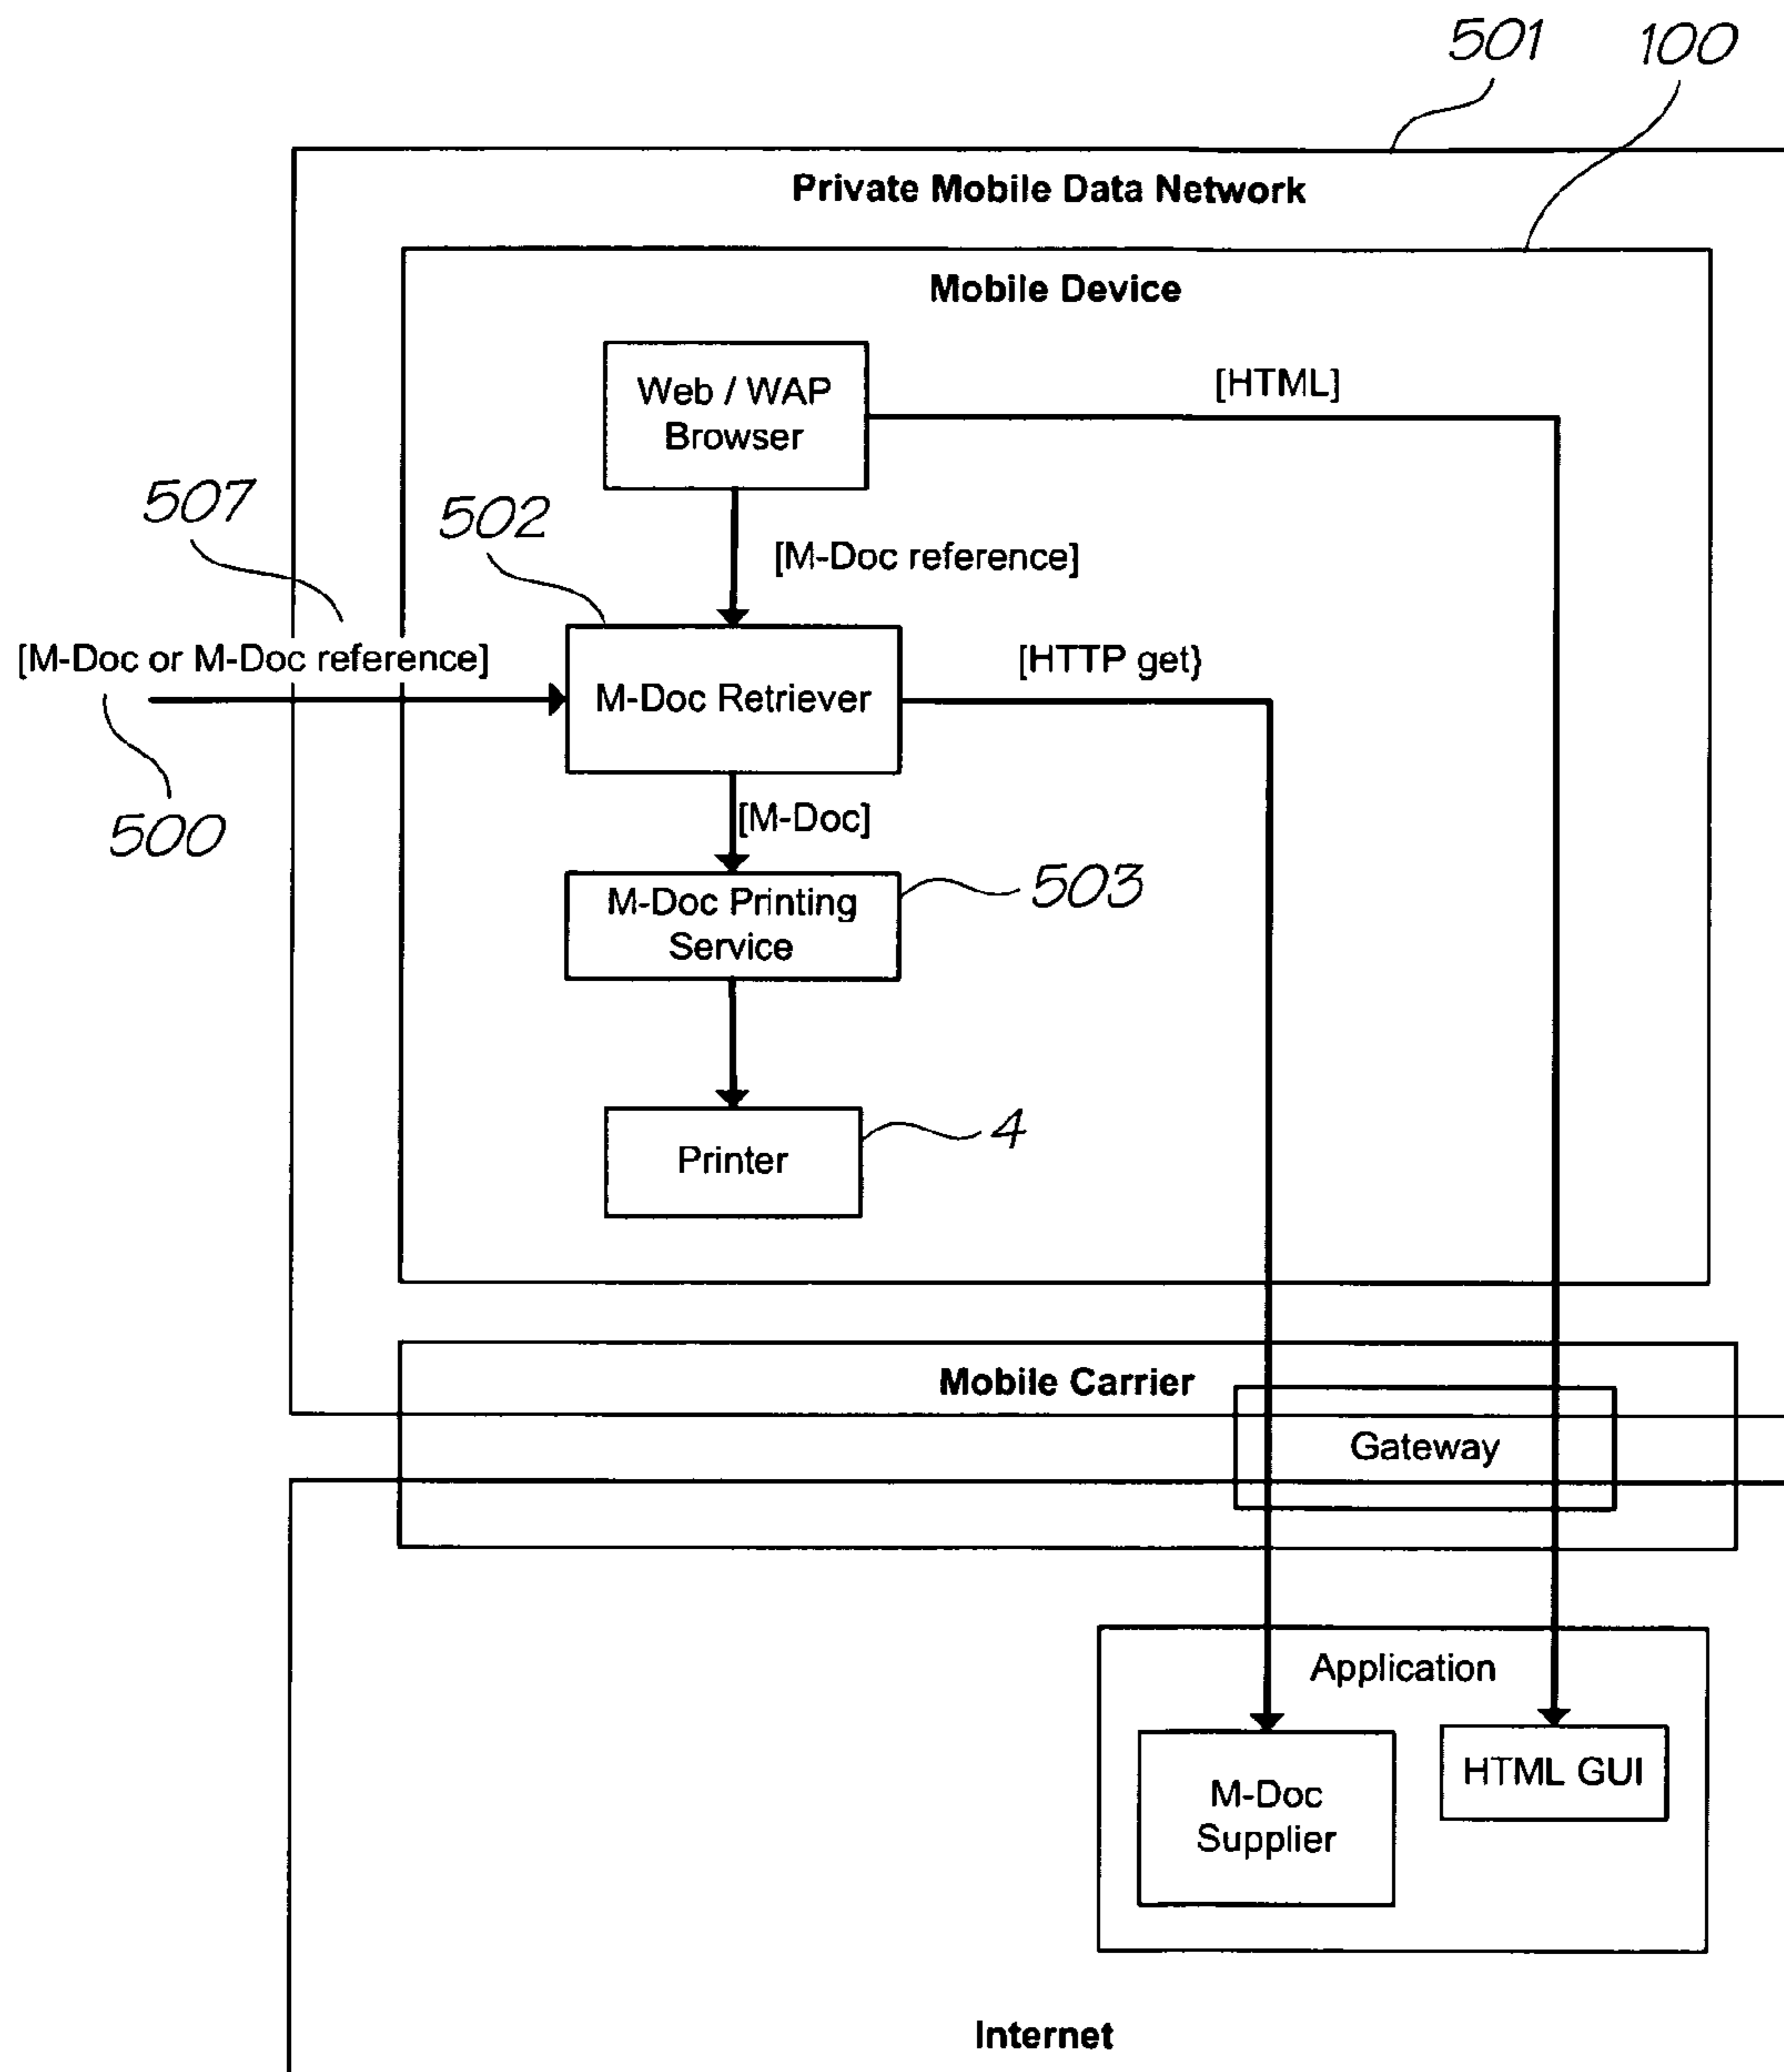 501
100
Private Mobile Data Network
Mobile Device
Web / WAP
Browser
[HTML]
507
502
[M-Doc reference]
[M-Doc or M-Doc reference]
M-Doc Retriever
[HTTP get}
500
[M-Doc]
M-Doc Printing
Service
503
Printer
4
Mobile Carrier
Gateway
Application
M-Doc
Supplier
HTML GUI
Internet